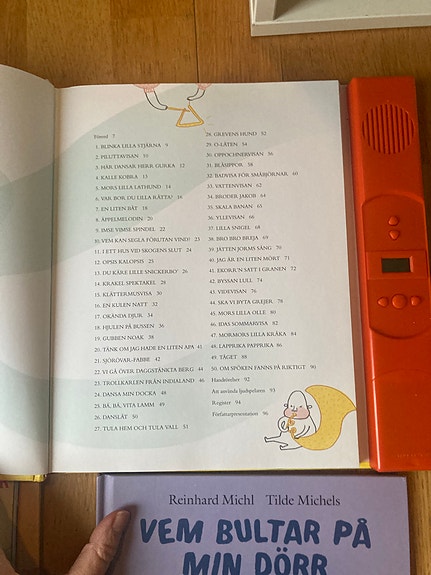 Förord 7
1. BLINKA LILLA STJÄRNA 9
2. PILUTTAVISAN 10
3. HÄR DANSAR HERR GURKA 12
4. KALLE KOBRA 13
5. MORS LILLA LATHUND 14
6. VAR BOR DU LILLA RÅTTA? 16
7. EN LITEN BÅT 18
8. ÄPPELMELODIN 20
9. IMSE VIMSE SPINDEL 22
10. VEM KAN SEGLA FÖRUTAN VIND? 23
11. I ETT HUS VID SKOGENS SLUT 24
12. OPSIS KALOPSIS 25
13. DU KÄRE LILLE SNICKERBO' 26
14. KRAKEL SPEKTAKEL 28
15. KLÄTTERMUSVISA 30
16. EN KULEN NATT 32
17. OKÄNDA DJUR 34
18. HJULEN PÅ BUSSEN 36
19. GUBBEN NOAK 38
20. TÄNK OM JAG HADE EN LITEN APA 41
21. SJÖRÖVAR-FABBE 42
22. VI GÅ ÖVER DAGGSTÄNKTA BERG 44
23. TROLLKARLEN FRÅN INDIALAND 46
24. DANSA MIN DOCKA 48
25. BÄ, BÄ, VITA LAMM 49
26. DANSLÅT 50
27. TULA HEM OCH TULA VALL 51
28. GREVENS HUND 52
29. O-LÅTEN 54
30. OPPOCHNERVISAN 56
31. BLÅSIPPOR 58
32. BADVISA FÖR SMÅBJÖRNAR 60
33. VATTENVISAN 62
34. BRODER JAKOB 64
35. SKALA BANAN 65
36. YLLEVISAN 66
37. LILLA SNIGEL 68
38. BRO BRO BREJA 69
39. JÄTTEN JORMS SÅNG 70
40. JAG ÄR EN LITEN MÖRT 71
41. EKORR'N SATT I GRANEN 72
42. BYSSAN LULL 74
43. VIDEVISAN 76
44. SKA VI BYTA GREJER 78
45. MORS LILLA OLLE 80
46. IDAS SOMMARVISA 82
47. MORMORS LILLA KRÅKA 84
48. LAPPRIKA PAPPRIKA 86
49. TÅGET 88
50. OM SPÖKEN FANNS PÅ RIKTIGT 90
Handrörelser 92
Att använda ljudspelaren 93
Register 94
Författarpresentation 96
Reinhard Michl Tilde Michels
VEM BULTAR PÅ
MIN DÖRR